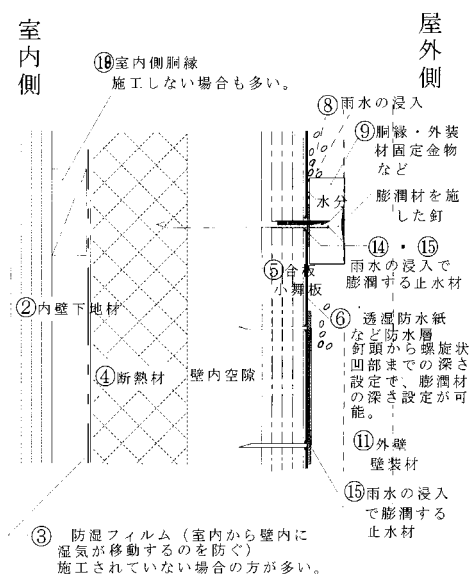 室内側
屋外側
⑱室内側胴縁
施工しない場合も多い。
⑧雨水の浸入
⑨胴縁・外装
材固定金物
など
水分
膨潤材を施
した釘
⑭・⑮
雨水の浸入で
膨潤する止水材
⑤合板
小舞板
②内壁下地材
⑥透湿防水紙
など防水層
釘頭から螺旋状
凹部までの深さ
設定で、膨潤材
の深さ設定が可
能。
④断熱材
壁内空隙
⑪外壁
壁装材
⑮雨水の浸入
で膨潤する
止水材
③ 防湿フィルム（室内から壁内に
湿気が移動するのを防ぐ）
施工されていない場合の方が多い。